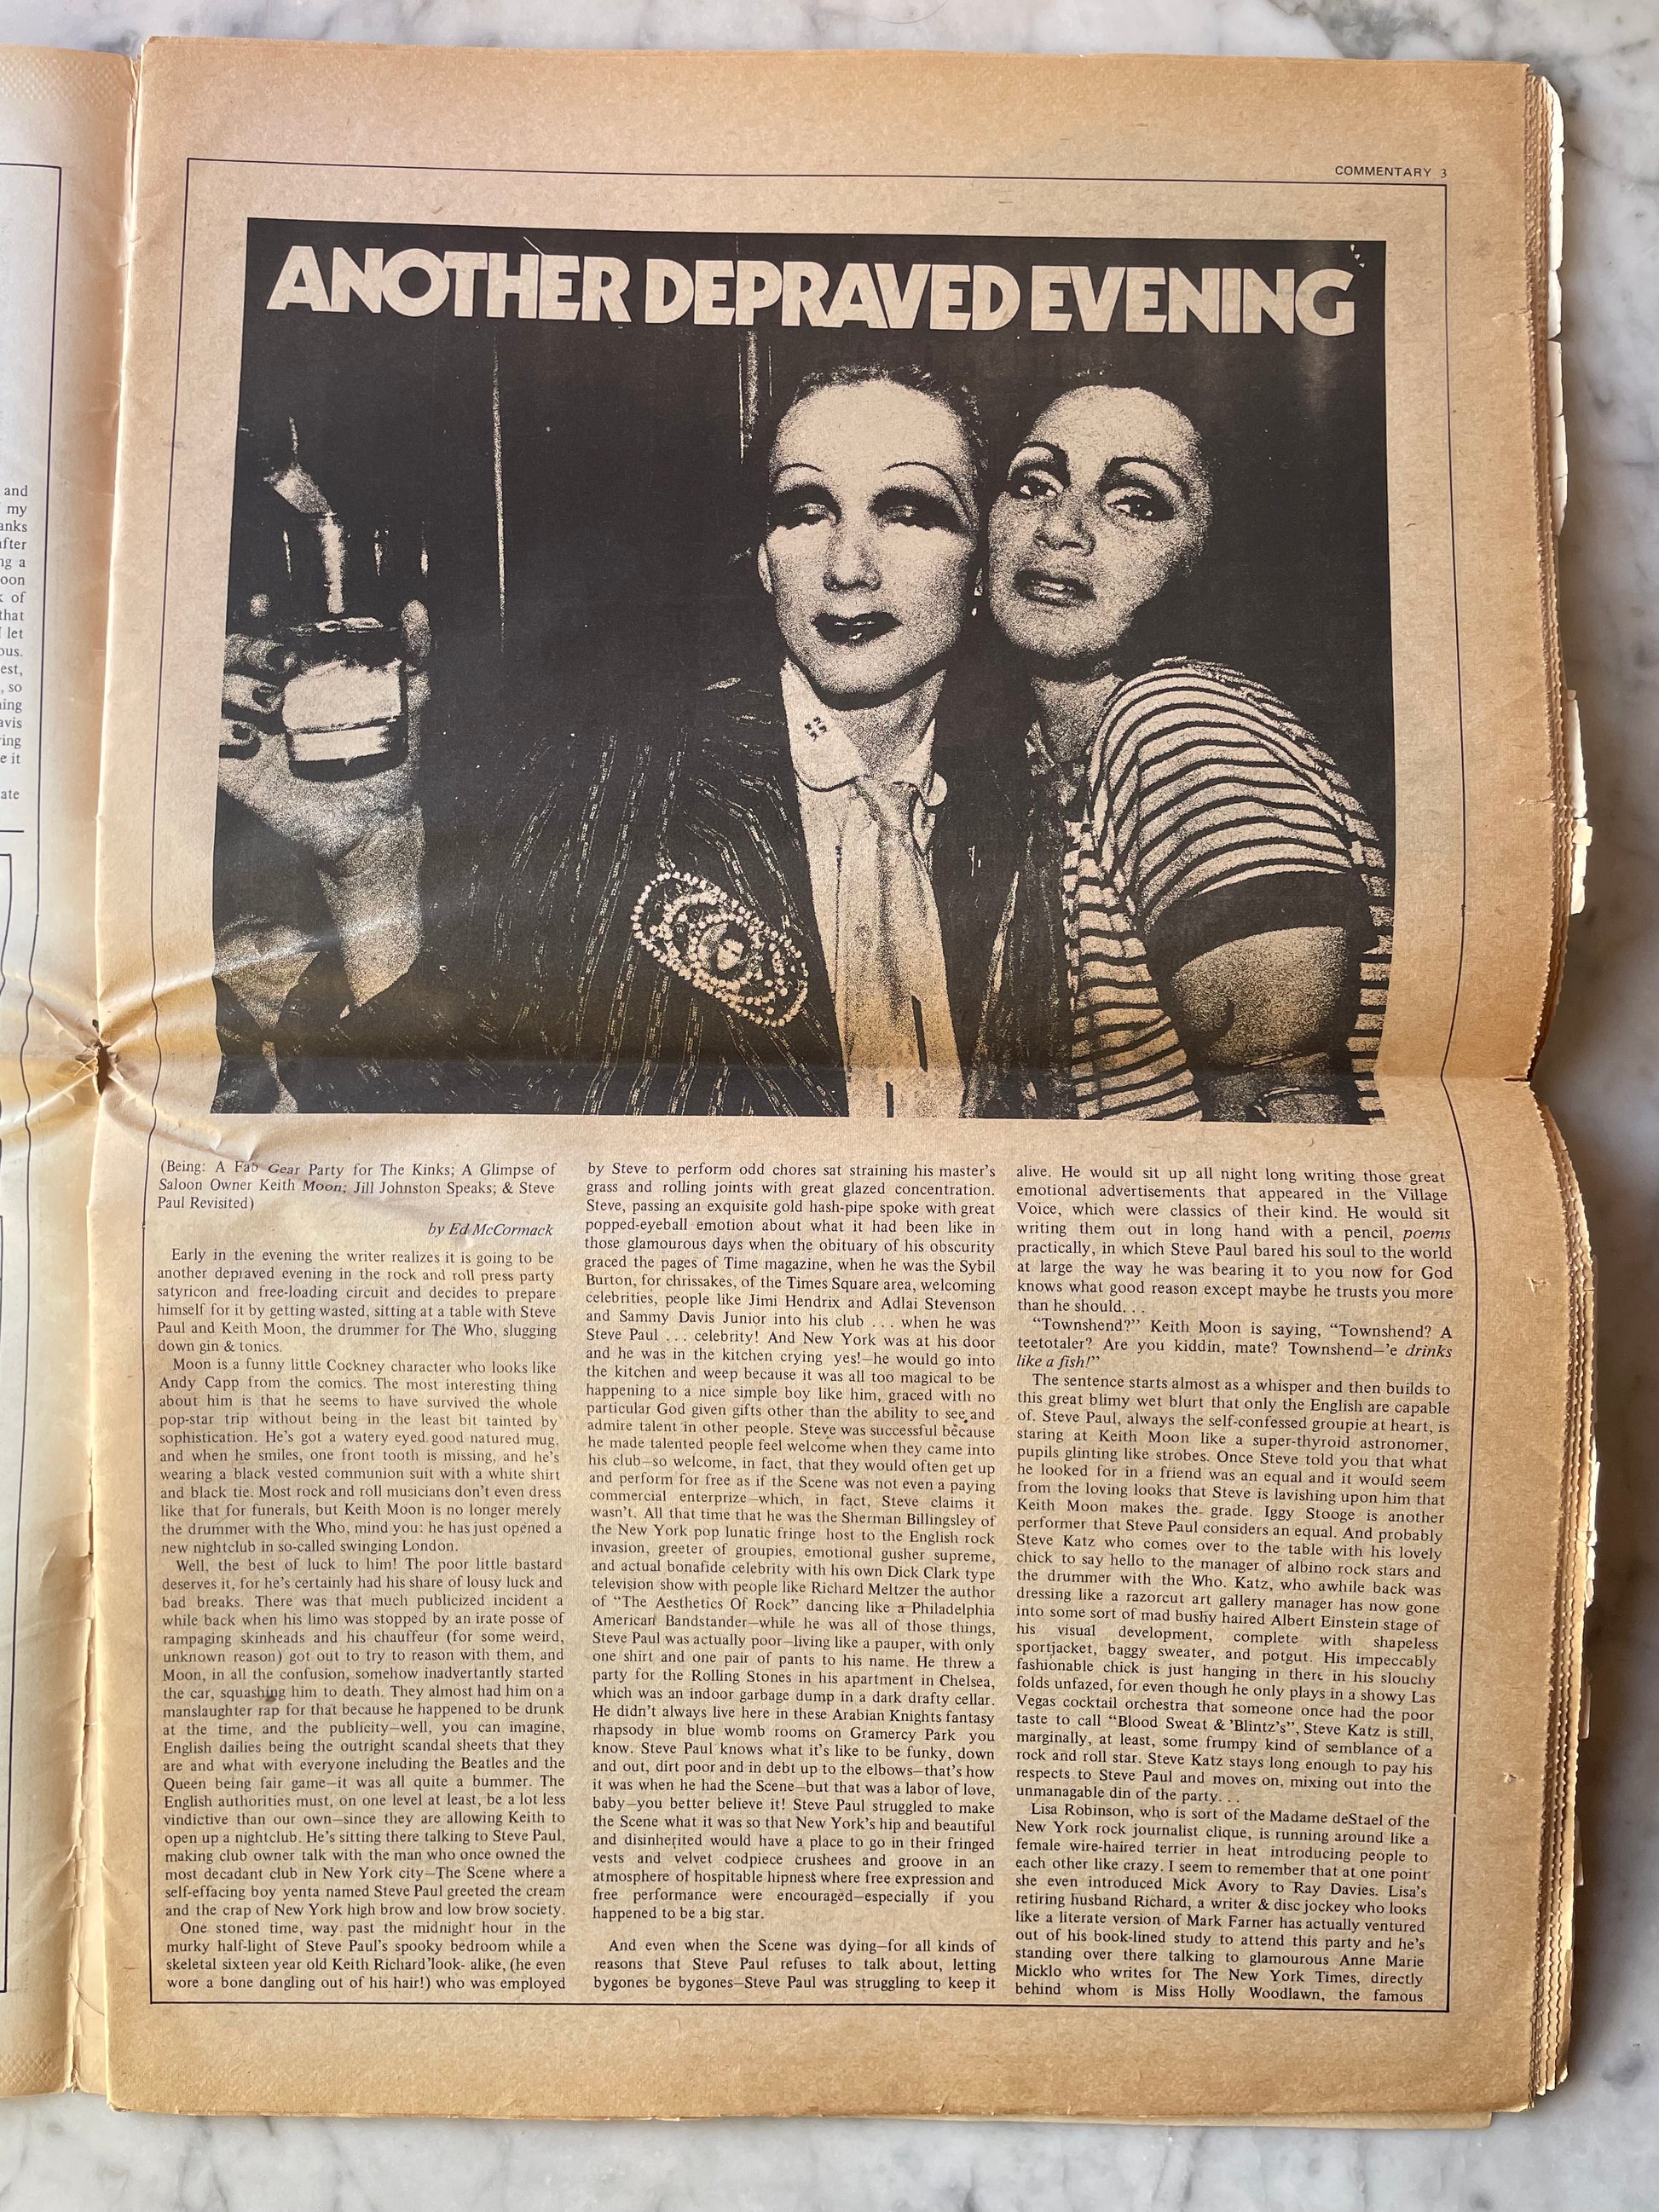 and
my
anks
after
ng a
oon
k of
that
I let
ous.
est,
, so
ning
avis
ring
e it
ate
COMMENTARY 3
ANOTHER DEPRAVED EVENING
(Being: A Fab Gear Party for The Kinks; A Glimpse of
Saloon Owner Keith Moon; Jill Johnston Speaks; & Steve
Paul Revisited)
by Ed McCormack
Early in the evening the writer realizes it is going to be
another depraved evening in the rock and roll press party
satyricon and free-loading circuit and decides to prepare
himself for it by getting wasted, sitting at a table with Steve
Paul and Keith Moon, the drummer for The Who, slugging
down gin & tonics.
Moon is a funny little Cockney character who looks like
Andy Capp from the comics. The most interesting thing
about him is that he seems to have survived the whole
pop-star trip without being in the least bit tainted by
sophistication. He's got a watery eyed good natured mug,
and when he smiles, one front tooth is missing, and he's
wearing a black vested communion suit with a white shirt
and black tie. Most rock and roll musicians don't even dress
like that for funerals, but Keith Moon is no longer merely
the drummer with the Who, mind you: he has just opened a
new nightclub in so-called swinging London.
Well, the best of luck to him! The poor little bastard
deserves it, for he's certainly had his share of lousy luck and
bad breaks. There was that much publicized incident a
while back when his limo was stopped by an irate posse of
rampaging skinheads and his chauffeur (for some weird,
unknown reason) got out to try to reason with them, and
Moon, in all the confusion, somehow inadvertantly started
the car, squashing him to death. They almost had him on a
manslaughter rap for that because he happened to be drunk
at the time, and the publicity—well, you can imagine,
English dailies being the outright scandal sheets that they
are and what with everyone including the Beatles and the
Queen being fair game—it was all quite a bummer. The
English authorities must, on one level at least, be a lot less
vindictive than our own—since they are allowing Keith to
open up a nightclub. He's sitting there talking to Steve Paul,
making club owner talk with the man who once owned the
most decadant club in New York city—The Scene where a
self-effacing boy yenta named Steve Paul greeted the cream
and the crap of New York high brow and low brow society.
One stoned time, way past the midnight hour in the
murky half-light of Steve Paul's spooky bedroom while a
skeletal sixteen year old Keith Richard look- alike, (he even
wore a bone dangling out of his hair!) who was employed
by Steve to perform odd chores sat straining his master's
grass and rolling joints with great glazed concentration.
Steve, passing an exquisite gold hash-pipe spoke with great
popped-eyeball emotion about what it had been like in
those glamourous days when the obituary of his obscurity
graced the pages of Time magazine, when he was the Sybil
Burton, for chrissakes, of the Times Square area, welcoming
celebrities, people like Jimi Hendrix and Adlai Stevenson
and Sammy Davis Junior into his club . . . when he was
Steve Paul . . . celebrity! And New York was at his door
and he was in the kitchen crying yes!—he would go into
the kitchen and weep because it was all too magical to be
happening to a nice simple boy like him, graced with no
particular God given gifts other than the ability to see and
admire talent in other people. Steve was successful because
he made talented people feel welcome when they came into
his club—so welcome, in fact, that they would often get up
and perform for free as if the Scene was not even a paying
commercial enterprize—which, in fact, Steve claims it
wasn't. All that time that he was the Sherman Billingsley of
the New York pop lunatic fringe host to the English rock
invasion, greeter of groupies, emotional gusher supreme,
and actual bonafide celebrity with his own Dick Clark type
television show with people like Richard Meltzer the author
of "The Aesthetics Of Rock" dancing like a Philadelphia
American Bandstander—while he was all of those things,
Steve Paul was actually poor—living like a pauper, with only
one shirt and one pair of pants to his name. He threw a
party for the Rolling Stones in his apartment in Chelsea,
which was an indoor garbage dump in a dark drafty cellar.
He didn't always live here in these Arabian Knights fantasy
rhapsody in blue womb rooms on Gramercy Park you
know. Steve Paul knows what it's like to be funky, down
and out, dirt poor and in debt up to the elbows—that's how
it was when he had the Scene—but that was a labor of love,
baby—you better believe it! Steve Paul struggled to make
the Scene what it was so that New York's hip and beautiful
and disinherited would have a place to go in their fringed
vests and velvet codpiece crushees and groove in an
atmosphere of hospitable hipness where free expression and
free performance were encouraged—especially if you
happened to be a big star.
And even when the Scene was dying—for all kinds of
reasons that Steve Paul refuses to talk about, letting
bygones be bygones—Steve Paul was struggling to keep it
alive. He would sit up all night long writing those great
emotional advertisements that appeared in the Village
Voice, which were classics of their kind. He would sit
writing them out in long hand with a pencil, poems
practically, in which Steve Paul bared his soul to the world
at large the way he was bearing it to you now for God
knows what good reason except maybe he trusts you more
than he should. . .
"Townshend?" Keith Moon is saying, "Townshend? A
teetotaler? Are you kiddin, mate? Townshend—'e drinks
like a fish!"
The sentence starts almost as a whisper and then builds to
this great blimy wet blurt that only the English are capable
of. Steve Paul, always the self-confessed groupie at heart, is
staring at Keith Moon like a super-thyroid astronomer,
pupils glinting like strobes. Once Steve told you that what
he looked for in a friend was an equal and it would seem
from the loving looks that Steve is lavishing upon him that
Keith Moon makes the grade. Iggy Stooge is another
performer that Steve Paul considers an equal. And probably
Steve Katz who comes over to the table with his lovely
chick to say hello to the manager of albino rock stars and
the drummer with the Who. Katz, who awhile back was
dressing like a razorcut art gallery manager has now gone
into some sort of mad bushy haired Albert Einstein stage of
his visual development, complete with shapeless
sportjacket, baggy sweater, and potgut. His impeccably
fashionable chick is just hanging in there in his slouchy
folds unfazed, for even though he only plays in a showy Las
Vegas cocktail orchestra that someone once had the poor
taste to call "Blood Sweat & 'Blintz's", Steve Katz is still,
marginally, at least, some frumpy kind of semblance of a
rock and roll star. Steve Katz stays long enough to pay his
respects to Steve Paul and moves on, mixing out into the
unmanagable din of the party. . .
Lisa Robinson, who is sort of the Madame deStael of the
New York rock journalist clique, is running around like a
female wire-haired terrier in heat introducing people to
each other like crazy. I seem to remember that at one point
she even introduced Mick Avory to Ray Davies. Lisa's
retiring husband Richard, a writer & disc jockey who looks
like a literate version of Mark Farner has actually ventured
out of his book-lined study to attend this party and he's
standing over there talking to glamourous Anne Marie
Micklo who writes for The New York Times, directly
behind whom is Miss Holly Woodlawn, the famous